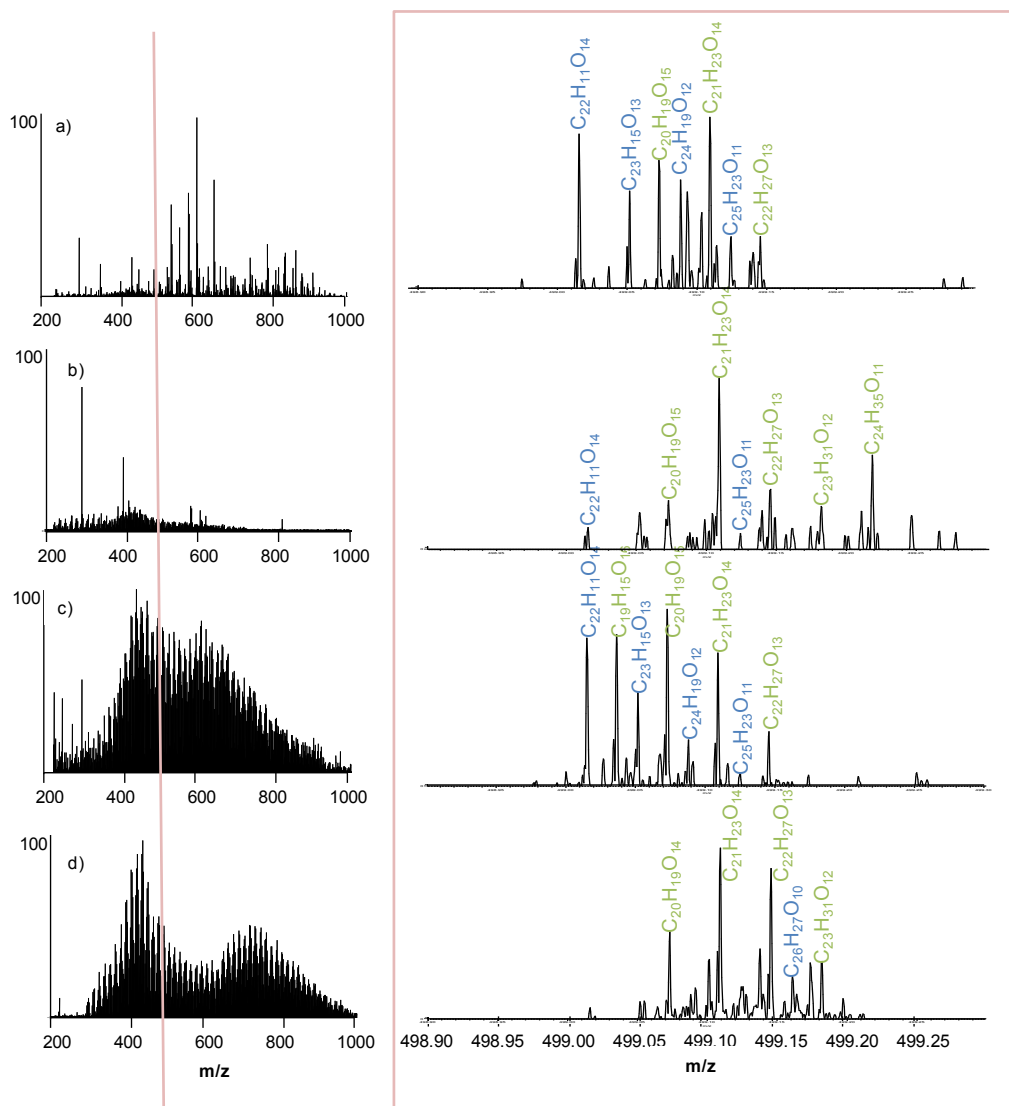 100
a)
200
400
600
800
1000
C22H11O14
C23H15O13
C20H19O15
C24H19O12
C21H23O14
C25H23O11
C22H27O13
100
b)
200
400
600
800
1000
C22H11O14
C20H19O15
C21H23O14
C25H23O11
C22H27O13
C23H31O12
C24H35O11
100
c)
200
400
600
800
1000
C22H11O14
C23H15O13
C20H19O15
C24H19O12
C21H23O14
C25H23O11
C22H27O13
100
d)
200
400
600
800
1000
m/z
C20H19O14
C21H23O14
C22H27O13
C26H27O10
C23H31O12
498.90
498.95
499.00
499.05
499.10
499.15
499.20
499.25
m/z